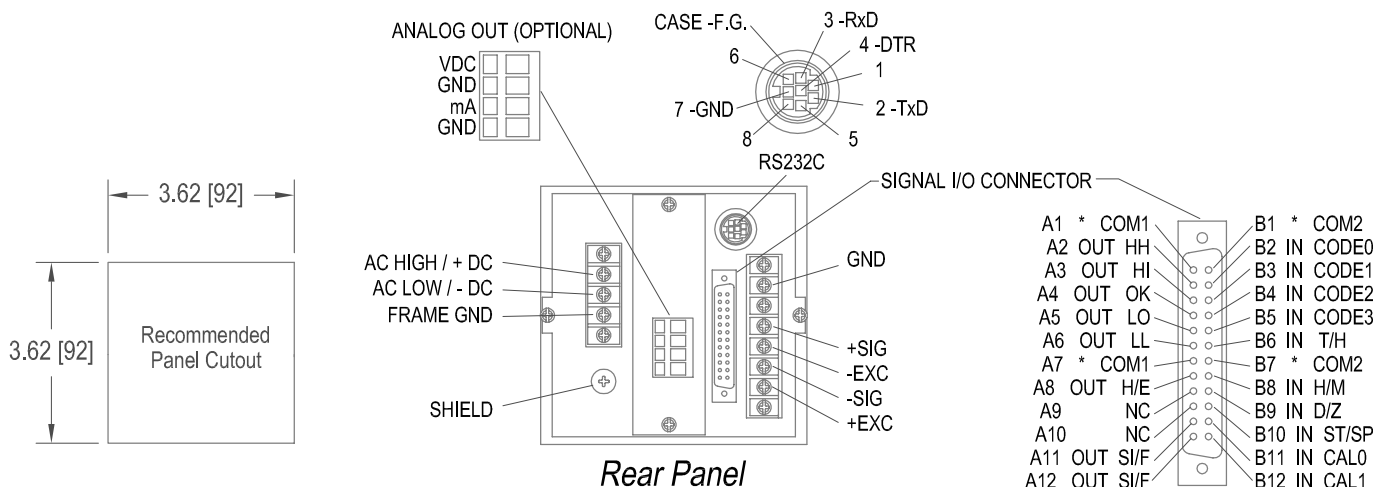 ANALOG OUT (OPTIONAL)
VDC
GND
mA
GND
CASE -F.G.
3 -RxD
4 -DTR
6
1
7 -GND
2 -TxD
8
5
RS232C
3.62 [92]
3.62 [92]
Recommended
Panel Cutout
AC HIGH / + DC
AC LOW / - DC
FRAME GND
SHIELD
SIGNAL I/O CONNECTOR
GND
+SIG
-EXC
-SIG
+EXC
Rear Panel
A1 * COM1
A2 OUT HH
A3 OUT HI
A4 OUT OK
A5 OUT LO
A6 OUT LL
A7 * COM1
A8 OUT H/E
A9 NC
A10 NC
A11 OUT SI/F
A12 OUT SI/F
B1 * COM2
B2 IN CODE0
B3 IN CODE1
B4 IN CODE2
B5 IN CODE3
B6 IN T/H
B7 * COM2
B8 IN H/M
B9 IN D/Z
B10 IN ST/SP
B11 IN CAL0
B12 IN CAL1